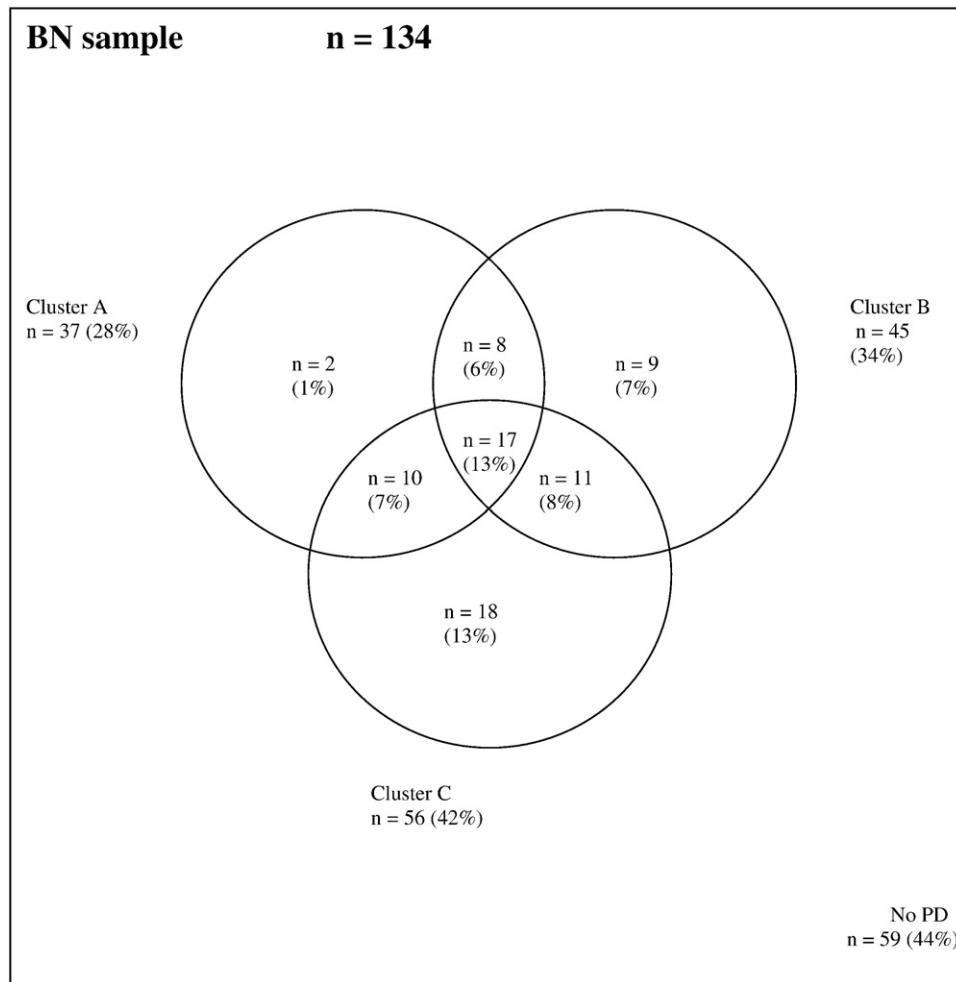 BN sample n = 134
Cluster A
n = 37 (28%)
Cluster B
n = 45
(34%)
n = 2
(1%)
n = 8
(6%)
n = 9
(7%)
n = 10
(7%)
n = 17
(13%)
n = 11
(8%)
n = 18
(13%)
Cluster C
n = 56 (42%)
No PD
n = 59 (44%)